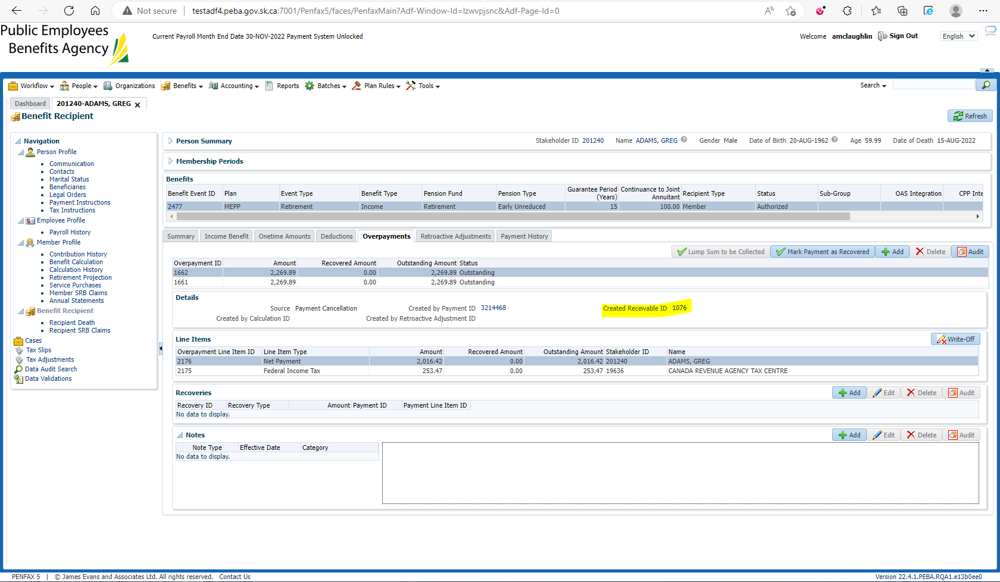 Not secure | testadf4.peba.gov.sk.ca:7001/Penfax5/faces/PenfaxMain?Adf-Window-Id=lzwvpjsnc&Adf-Page-Id=0
Public Employees
Benefits Agency
Current Payroll Month End Date 30-NOV-2022 Payment System Unlocked
Welcome amclaughlin Sign Out English
Workflow People Organizations Benefits Accounting Reports Batches Plan Rules Tools Search
Dashboard 201240-ADAMS, GREG
Benefit Recipient
Refresh
Navigation
Person Profile
Communication
Contacts
Marital Status
Beneficiaries
Legal Orders
Payment Instructions
Tax Instructions
Employee Profile
Payroll History
Member Profile
Contribution History
Benefit Calculation
Calculation History
Retirement Projection
Service Purchases
Member SRB Claims
Annual Statements
Benefit Recipient
Recipient Death
Recipient SRB Claims
Cases
Tax Slips
Tax Adjustments
Data Audit Search
Data Validations
Person Summary Stakeholder ID 201240 Name ADAMS, GREG Gender Male Date of Birth 20-AUG-1962 Age 59.99 Date of Death 15-AUG-2022
Membership Periods
Benefits
Benefit Event ID Plan Event Type Benefit Type Pension Fund Pension Type Guarantee Period (Years) Continuance to Joint Annuitant Recipient Type Status Sub-Group OAS Integration CPP Inte
2477 MEPP Retirement Income Retirement Early Unreduced 15 100.00 Member Authorized
Summary Income Benefit Onetime Amounts Deductions Overpayments Retroactive Adjustments Payment History
Lump Sum to be Collected Mark Payment as Recovered Add Delete Audit
Overpayment ID Amount Recovered Amount Outstanding Amount Status
1662 2,269.89 0.00 2,269.89 Outstanding
1661 2,269.89 0.00 2,269.89 Outstanding
Details
Source Payment Cancellation Created by Payment ID 3214468 Created Receivable ID 1076
Created by Calculation ID Created by Retroactive Adjustment ID
Line Items Write-Off
Overpayment Line Item ID Line Item Type Amount Recovered Amount Outstanding Amount Stakeholder ID Name
2176 Net Payment 2,016.42 0.00 2,016.42 201240 ADAMS, GREG
2175 Federal Income Tax 253.47 0.00 253.47 19636 CANADA REVENUE AGENCY TAX CENTRE
Recoveries Add Edit Delete Audit
Recovery ID Recovery Type Amount Payment ID Payment Line Item ID
No data to display.
Notes Add Edit Delete Audit
Note Type Effective Date Category
No data to display.
PENFAX 5 | © James Evans and Associates Ltd. All rights reserved. Contact Us Version 22.4.1.PEBA.RQA1.e13b0ee0